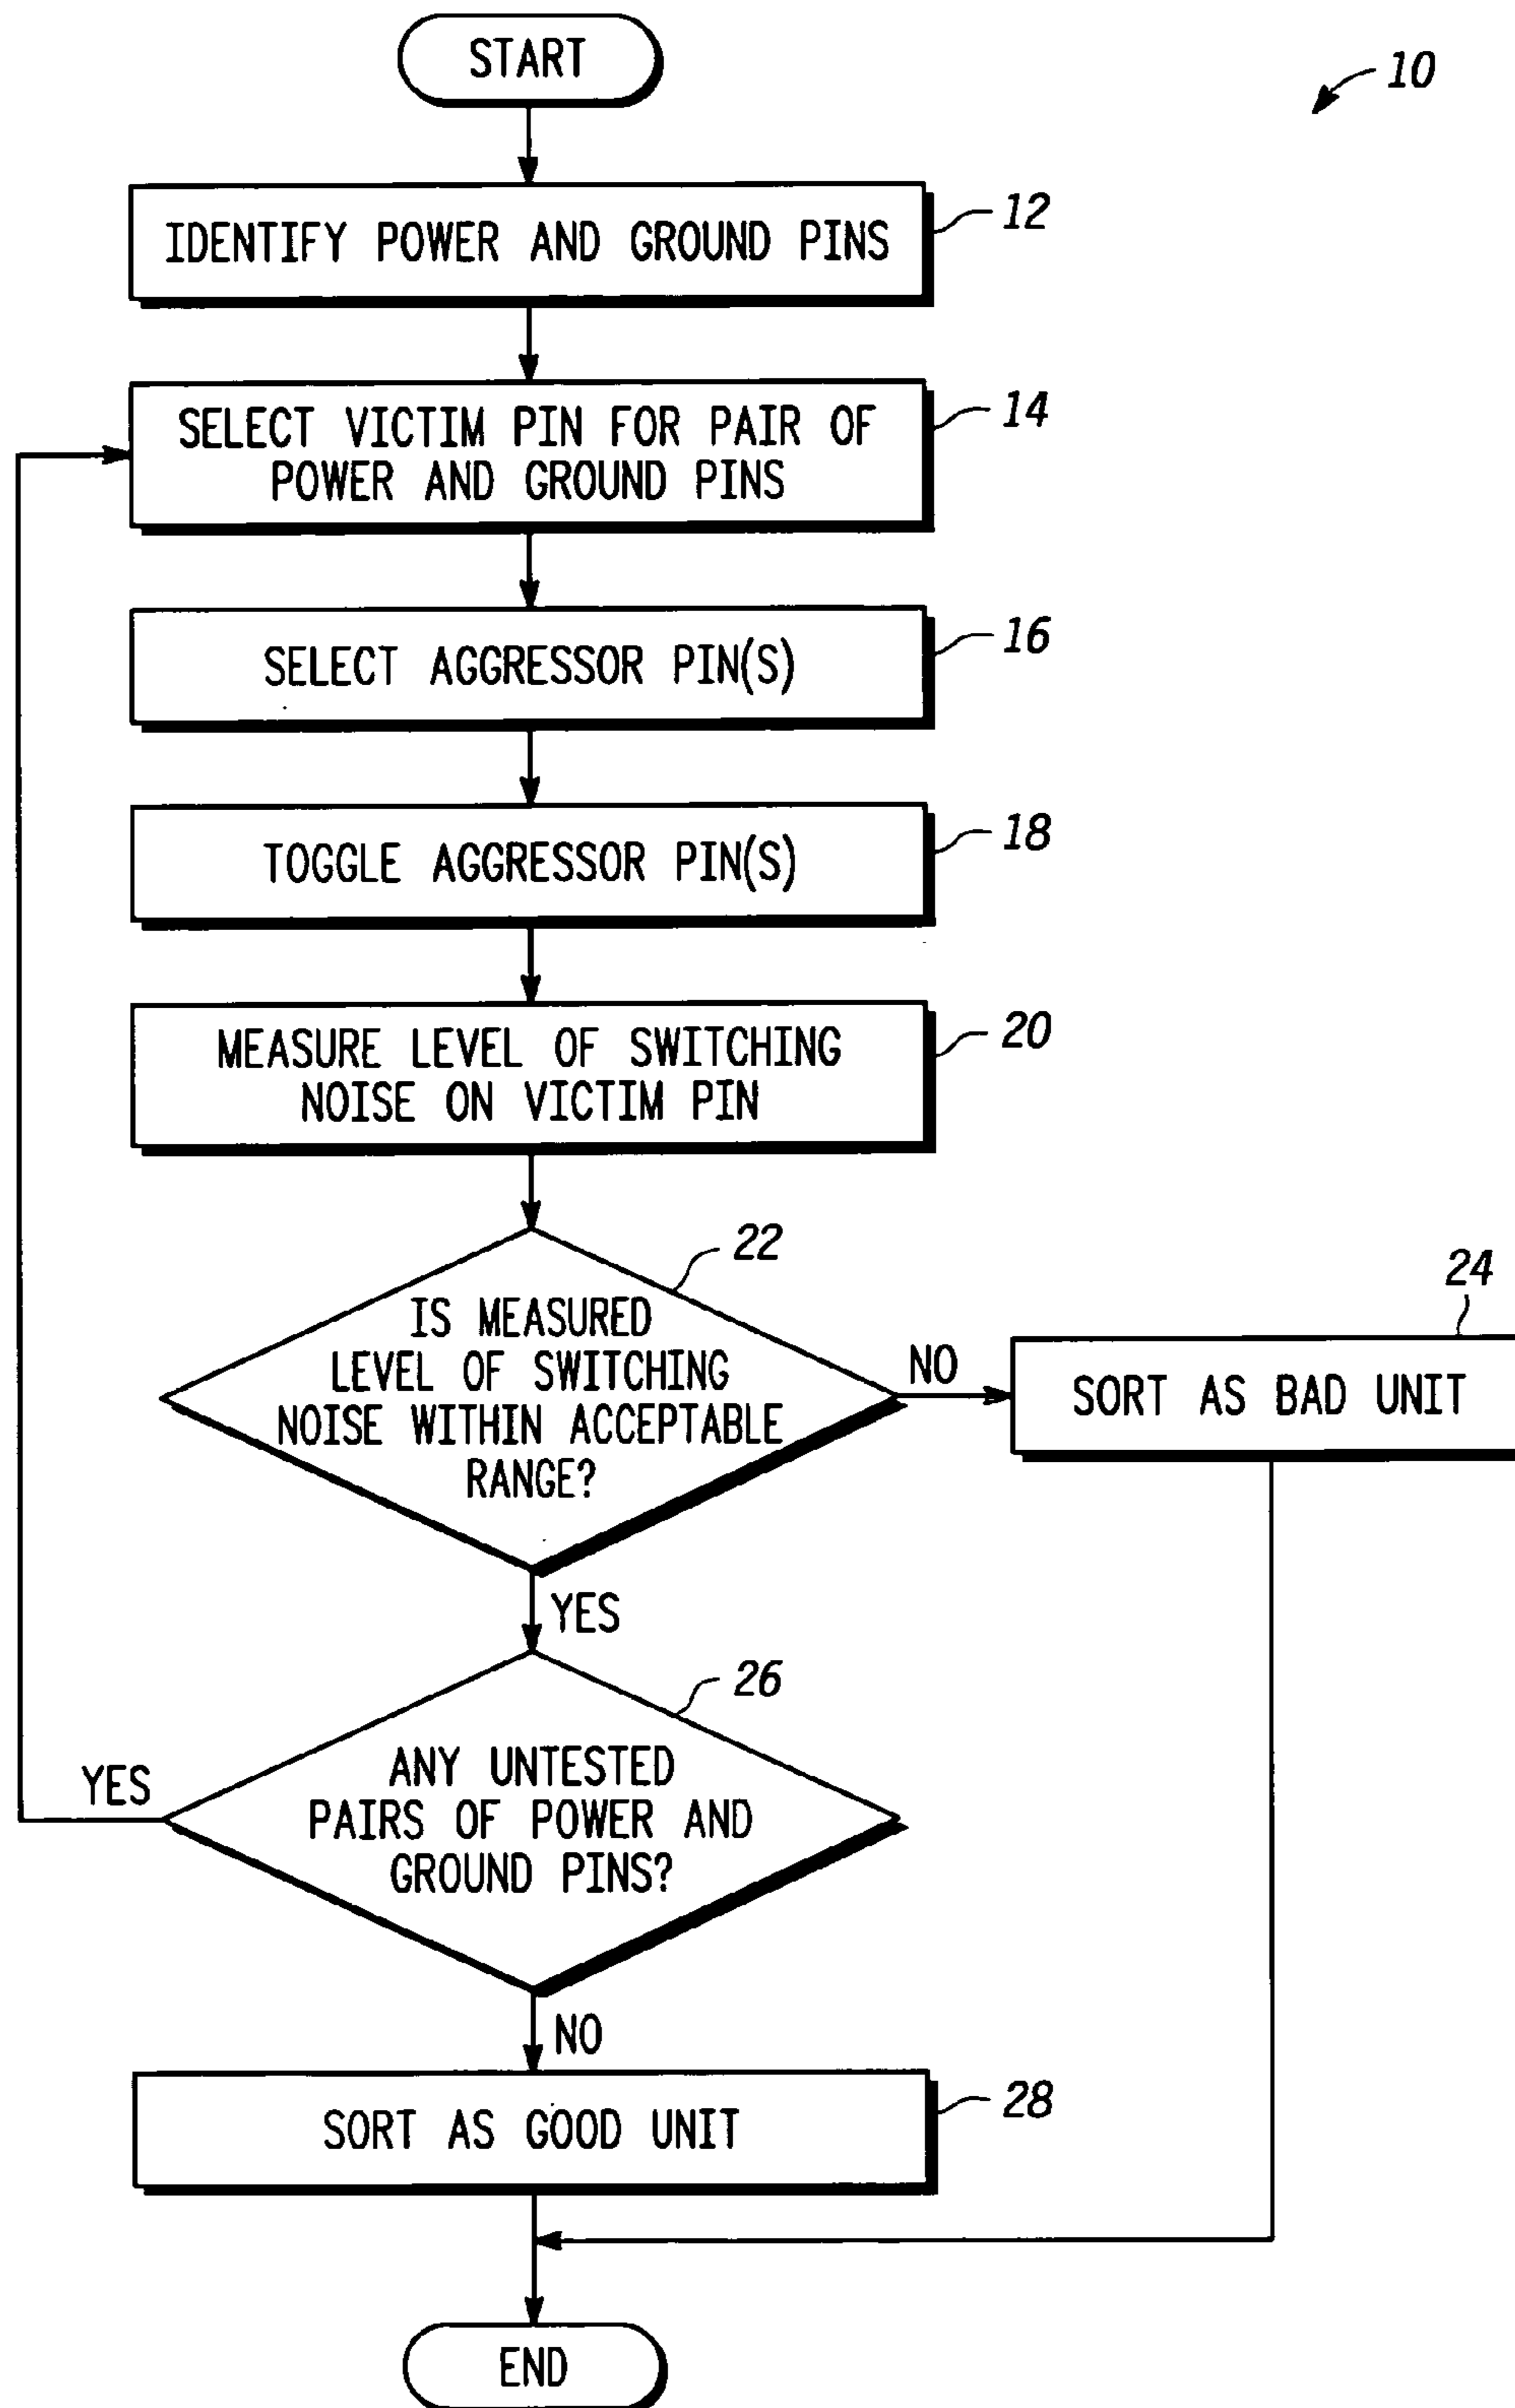 START
10
IDENTIFY POWER AND GROUND PINS
12
SELECT VICTIM PIN FOR PAIR OF
POWER AND GROUND PINS
14
SELECT AGGRESSOR PIN(S)
16
TOGGLE AGGRESSOR PIN(S)
18
MEASURE LEVEL OF SWITCHING
NOISE ON VICTIM PIN
20
22
IS MEASURED
LEVEL OF SWITCHING
NOISE WITHIN ACCEPTABLE
RANGE?
NO
24
SORT AS BAD UNIT
YES
26
ANY UNTESTED
PAIRS OF POWER AND
GROUND PINS?
YES
NO
SORT AS GOOD UNIT
28
END